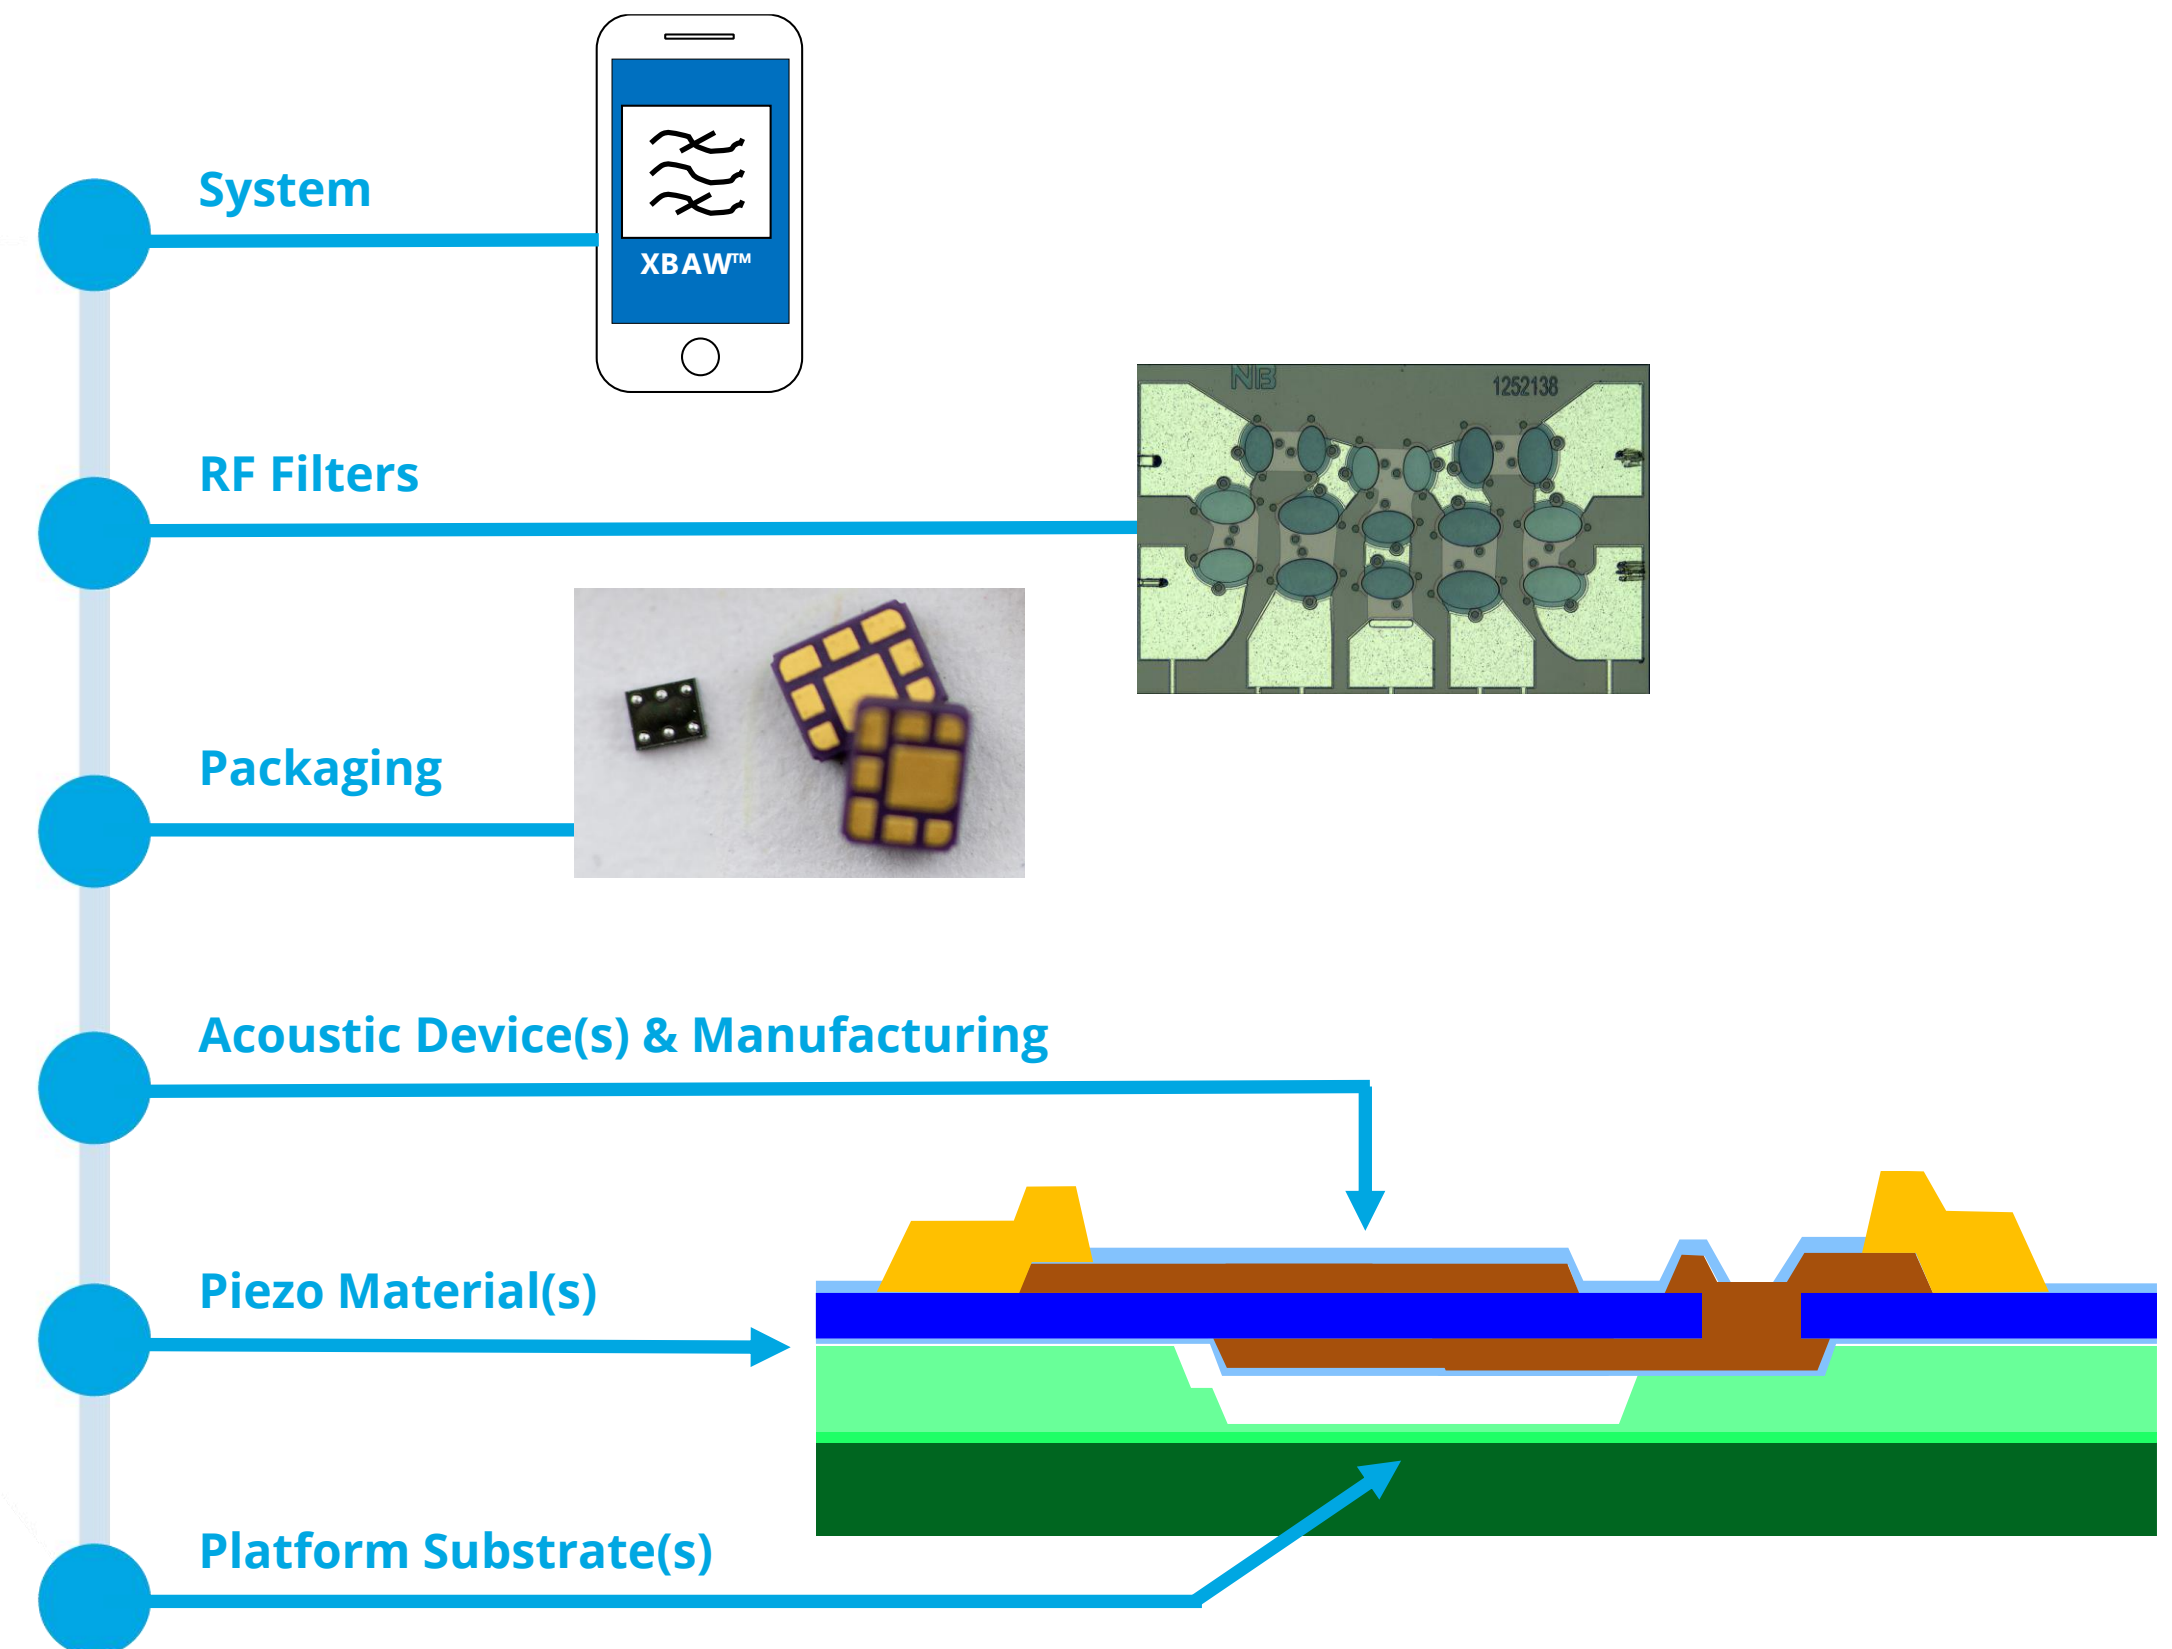 System
XBAW™
NB
1252138
RF Filters
Packaging
Acoustic Device(s) & Manufacturing
Piezo Material(s)
Platform Substrate(s)